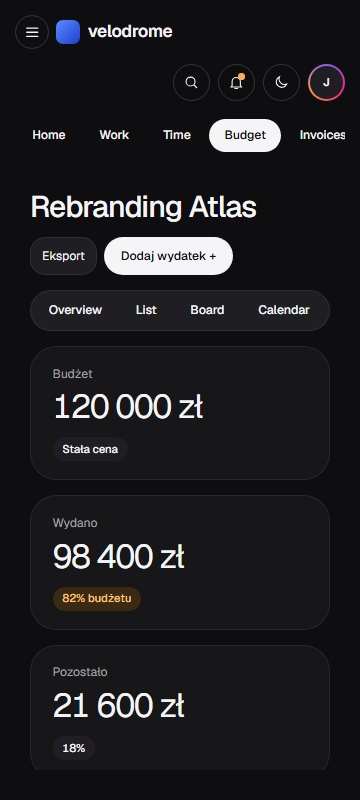 velodrome
J
Home Work Time Budget Invoices
Rebranding Atlas
Eksport Dodaj wydatek +
Overview List Board Calendar
Budżet
120 000 zł
Stała cena
Wydano
98 400 zł
82% budżetu
Pozostało
21 600 zł
18%